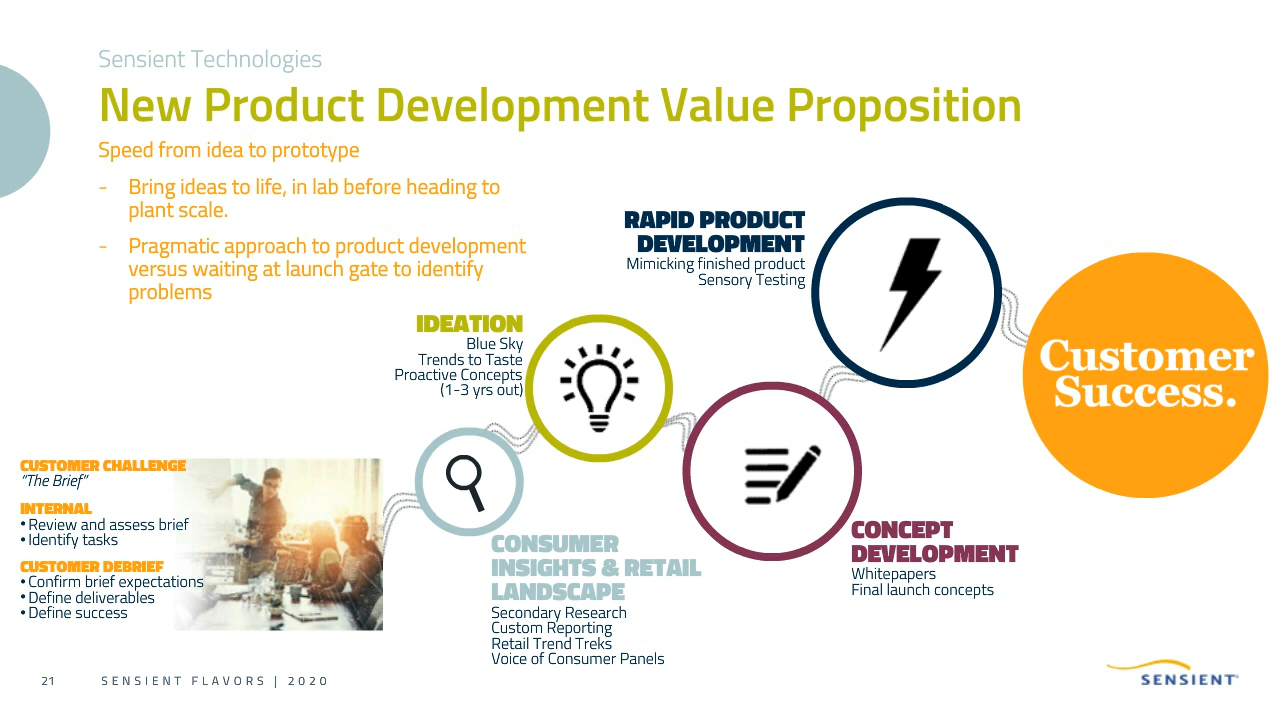 Sensient Technologies
New Product Development Value Proposition
Speed from idea to prototype
- Bring ideas to life, in lab before heading to
plant scale.
- Pragmatic approach to product development
versus waiting at launch gate to identify
problems
RAPID PRODUCT
DEVELOPMENT
Mimicking finished product
Sensory Testing
IDEATION
Blue Sky
Trends to Taste
Proactive Concepts
(1-3 yrs out)
Customer
Success.
CUSTOMER CHALLENGE
"The Brief"
INTERNAL
• Review and assess brief
• Identify tasks
CUSTOMER DEBRIEF
• Confirm brief expectations
• Define deliverables
• Define success
CONSUMER
INSIGHTS & RETAIL
LANDSCAPE
Secondary Research
Custom Reporting
Retail Trend Treks
Voice of Consumer Panels
CONCEPT
DEVELOPMENT
Whitepapers
Final launch concepts
21 SENSIENT FLAVORS | 2020
SENSIENT